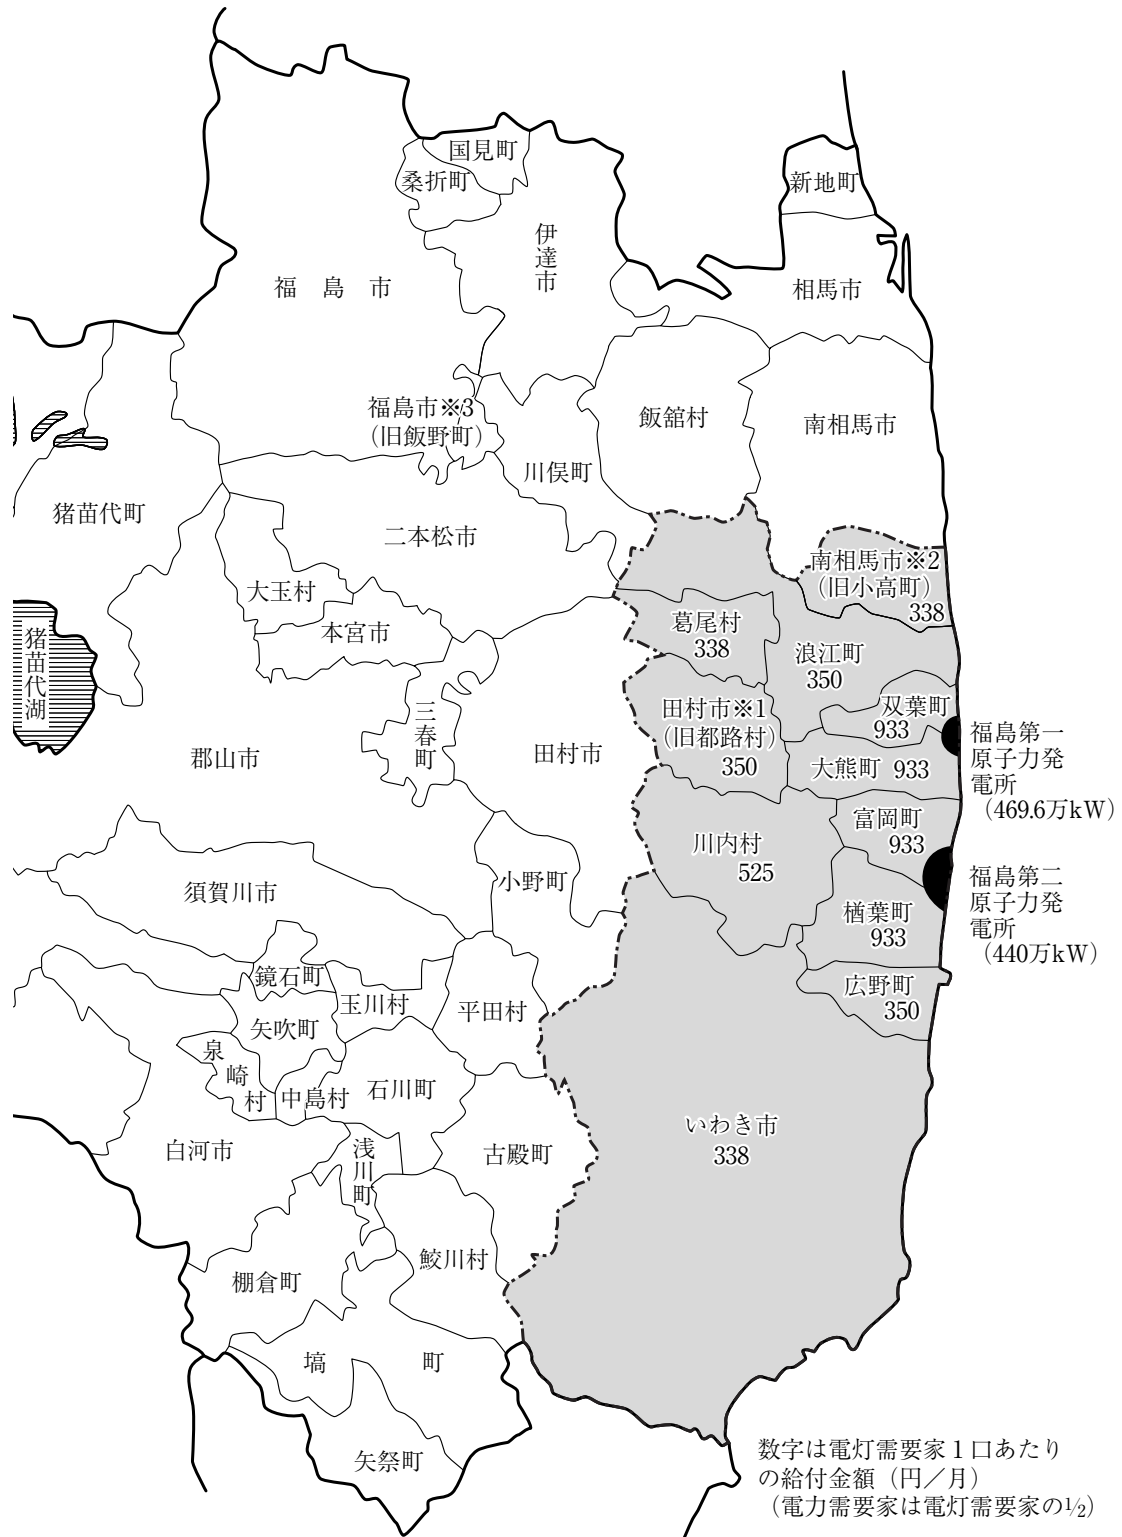 国見町
桑折町
新地町
伊達市
福島市
相馬市
福島市※3
（旧飯野町）
飯舘村
南相馬市
川俣町
猪苗代町
二本松市
南相馬市※2
（旧小高町）
338
大玉村
本宮市
葛尾村
338
浪江町
350
猪苗代湖
田村市※1
（旧都路村）
350
双葉町
933
三春町
田村市
郡山市
大熊町 933
福島第一
原子力発
電所
（469.6万kW）
富岡町
933
川内村
525
小野町
須賀川市
福島第二
原子力発
電所
（440万kW）
楢葉町
933
鏡石町
玉川村
平田村
広野町
350
矢吹町
泉崎村
中島村
石川町
いわき市
338
白河市
浅川町
古殿町
鮫川村
棚倉町
塙町
矢祭町
数字は電灯需要家１口あたり
の給付金額（円／月）
（電力需要家は電灯需要家の1/2）